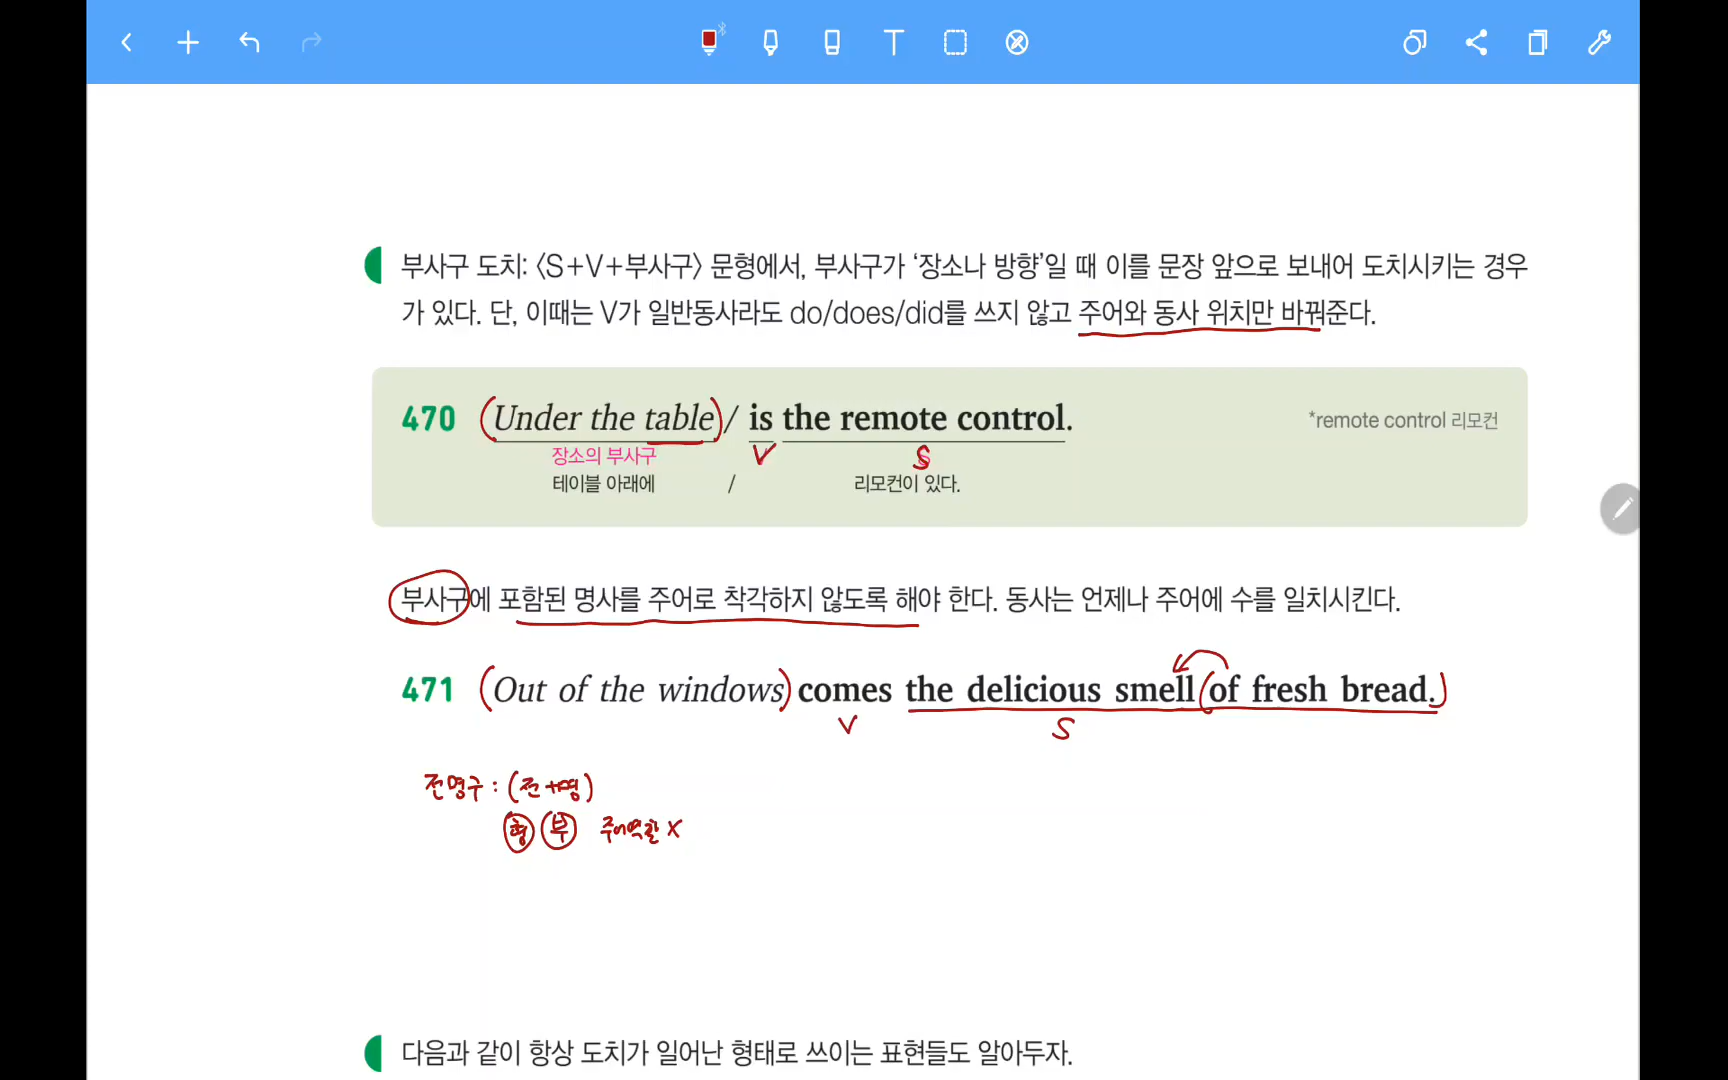 부사구 도치: 〈S+V+부사구〉 문형에서, 부사구가 ‘장소나 방향’일 때 이를 문장 앞으로 보내어 도치시키는 경우
가 있다. 단, 이때는 V가 일반동사라도 do/does/did를 쓰지 않고 주어와 동사 위치만 바꿔준다.
470 (Under the table) / is the remote control. *remote control 리모컨
장소의 부사구 V S
테이블 아래에 / 리모컨이 있다.
부사구에 포함된 명사를 주어로 착각하지 않도록 해야 한다. 동사는 언제나 주어에 수를 일치시킨다.
471 (Out of the windows) comes the delicious smell (of fresh bread.)
V S
전명구 : (전+명)
형 부 주어역할 X
다음과 같이 항상 도치가 일어난 형태로 쓰이는 표현들도 알아두자.